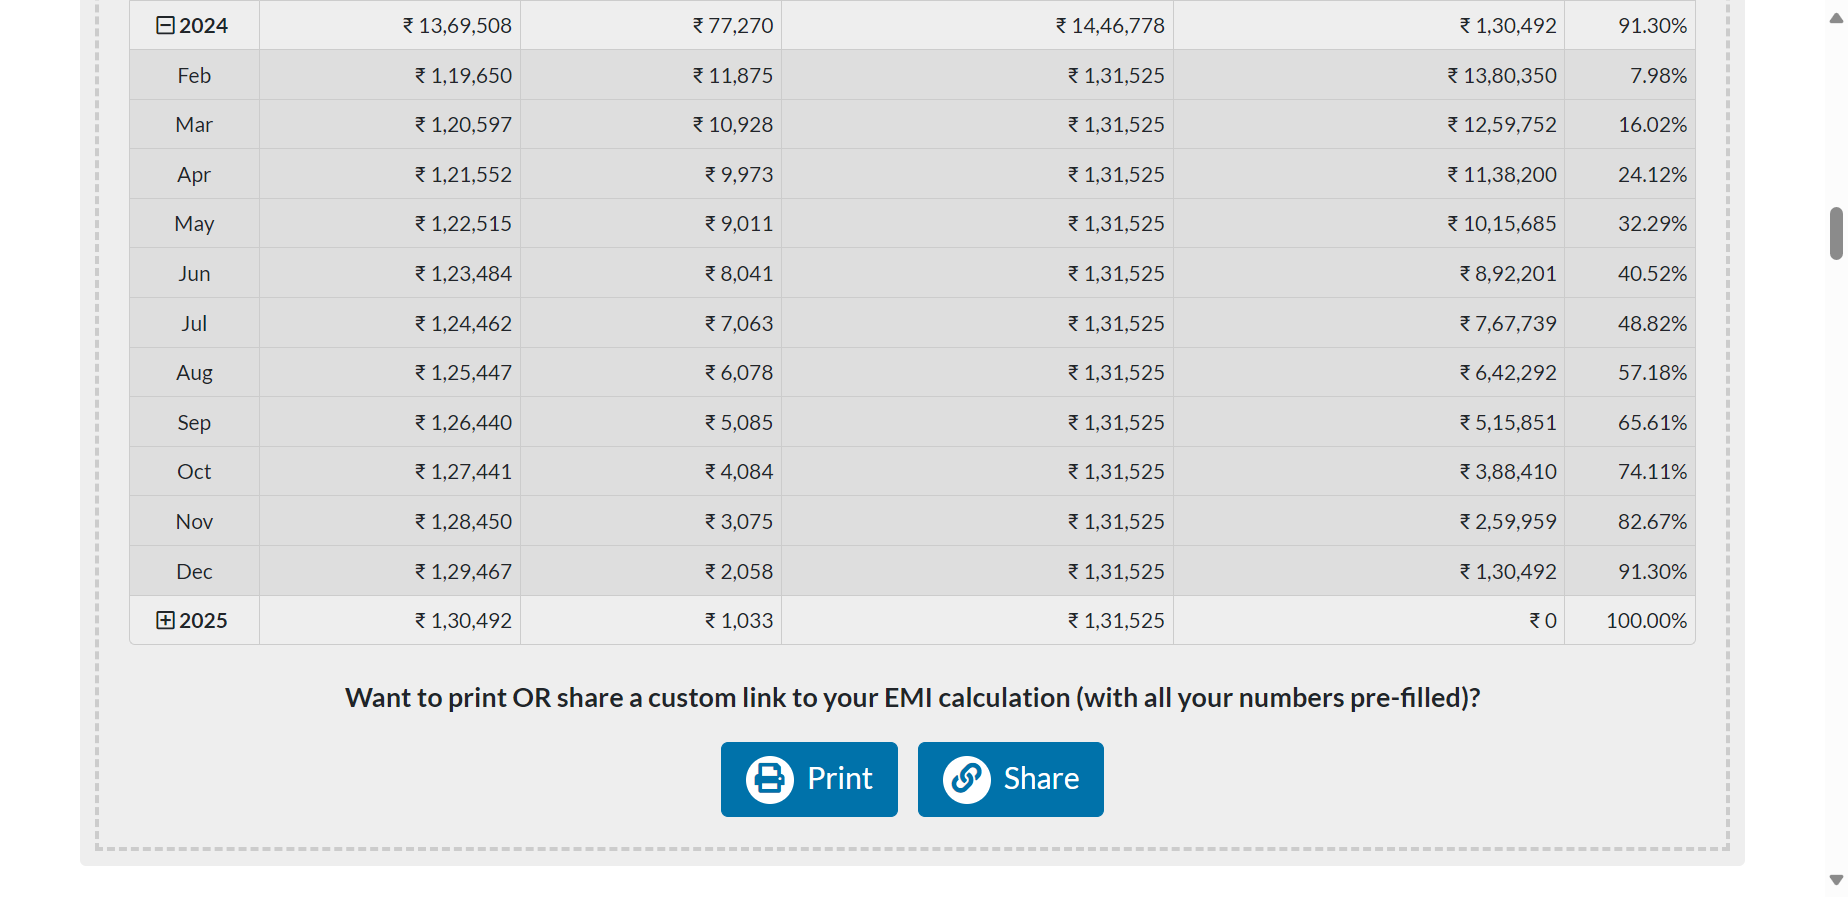 2024 ₹ 13,69,508 ₹ 77,270 ₹ 14,46,778 ₹ 1,30,492 91.30%
Feb ₹ 1,19,650 ₹ 11,875 ₹ 1,31,525 ₹ 13,80,350 7.98%
Mar ₹ 1,20,597 ₹ 10,928 ₹ 1,31,525 ₹ 12,59,752 16.02%
Apr ₹ 1,21,552 ₹ 9,973 ₹ 1,31,525 ₹ 11,38,200 24.12%
May ₹ 1,22,515 ₹ 9,011 ₹ 1,31,525 ₹ 10,15,685 32.29%
Jun ₹ 1,23,484 ₹ 8,041 ₹ 1,31,525 ₹ 8,92,201 40.52%
Jul ₹ 1,24,462 ₹ 7,063 ₹ 1,31,525 ₹ 7,67,739 48.82%
Aug ₹ 1,25,447 ₹ 6,078 ₹ 1,31,525 ₹ 6,42,292 57.18%
Sep ₹ 1,26,440 ₹ 5,085 ₹ 1,31,525 ₹ 5,15,851 65.61%
Oct ₹ 1,27,441 ₹ 4,084 ₹ 1,31,525 ₹ 3,88,410 74.11%
Nov ₹ 1,28,450 ₹ 3,075 ₹ 1,31,525 ₹ 2,59,959 82.67%
Dec ₹ 1,29,467 ₹ 2,058 ₹ 1,31,525 ₹ 1,30,492 91.30%
2025 ₹ 1,30,492 ₹ 1,033 ₹ 1,31,525 ₹ 0 100.00%
Want to print OR share a custom link to your EMI calculation (with all your numbers pre-filled)?
Print Share